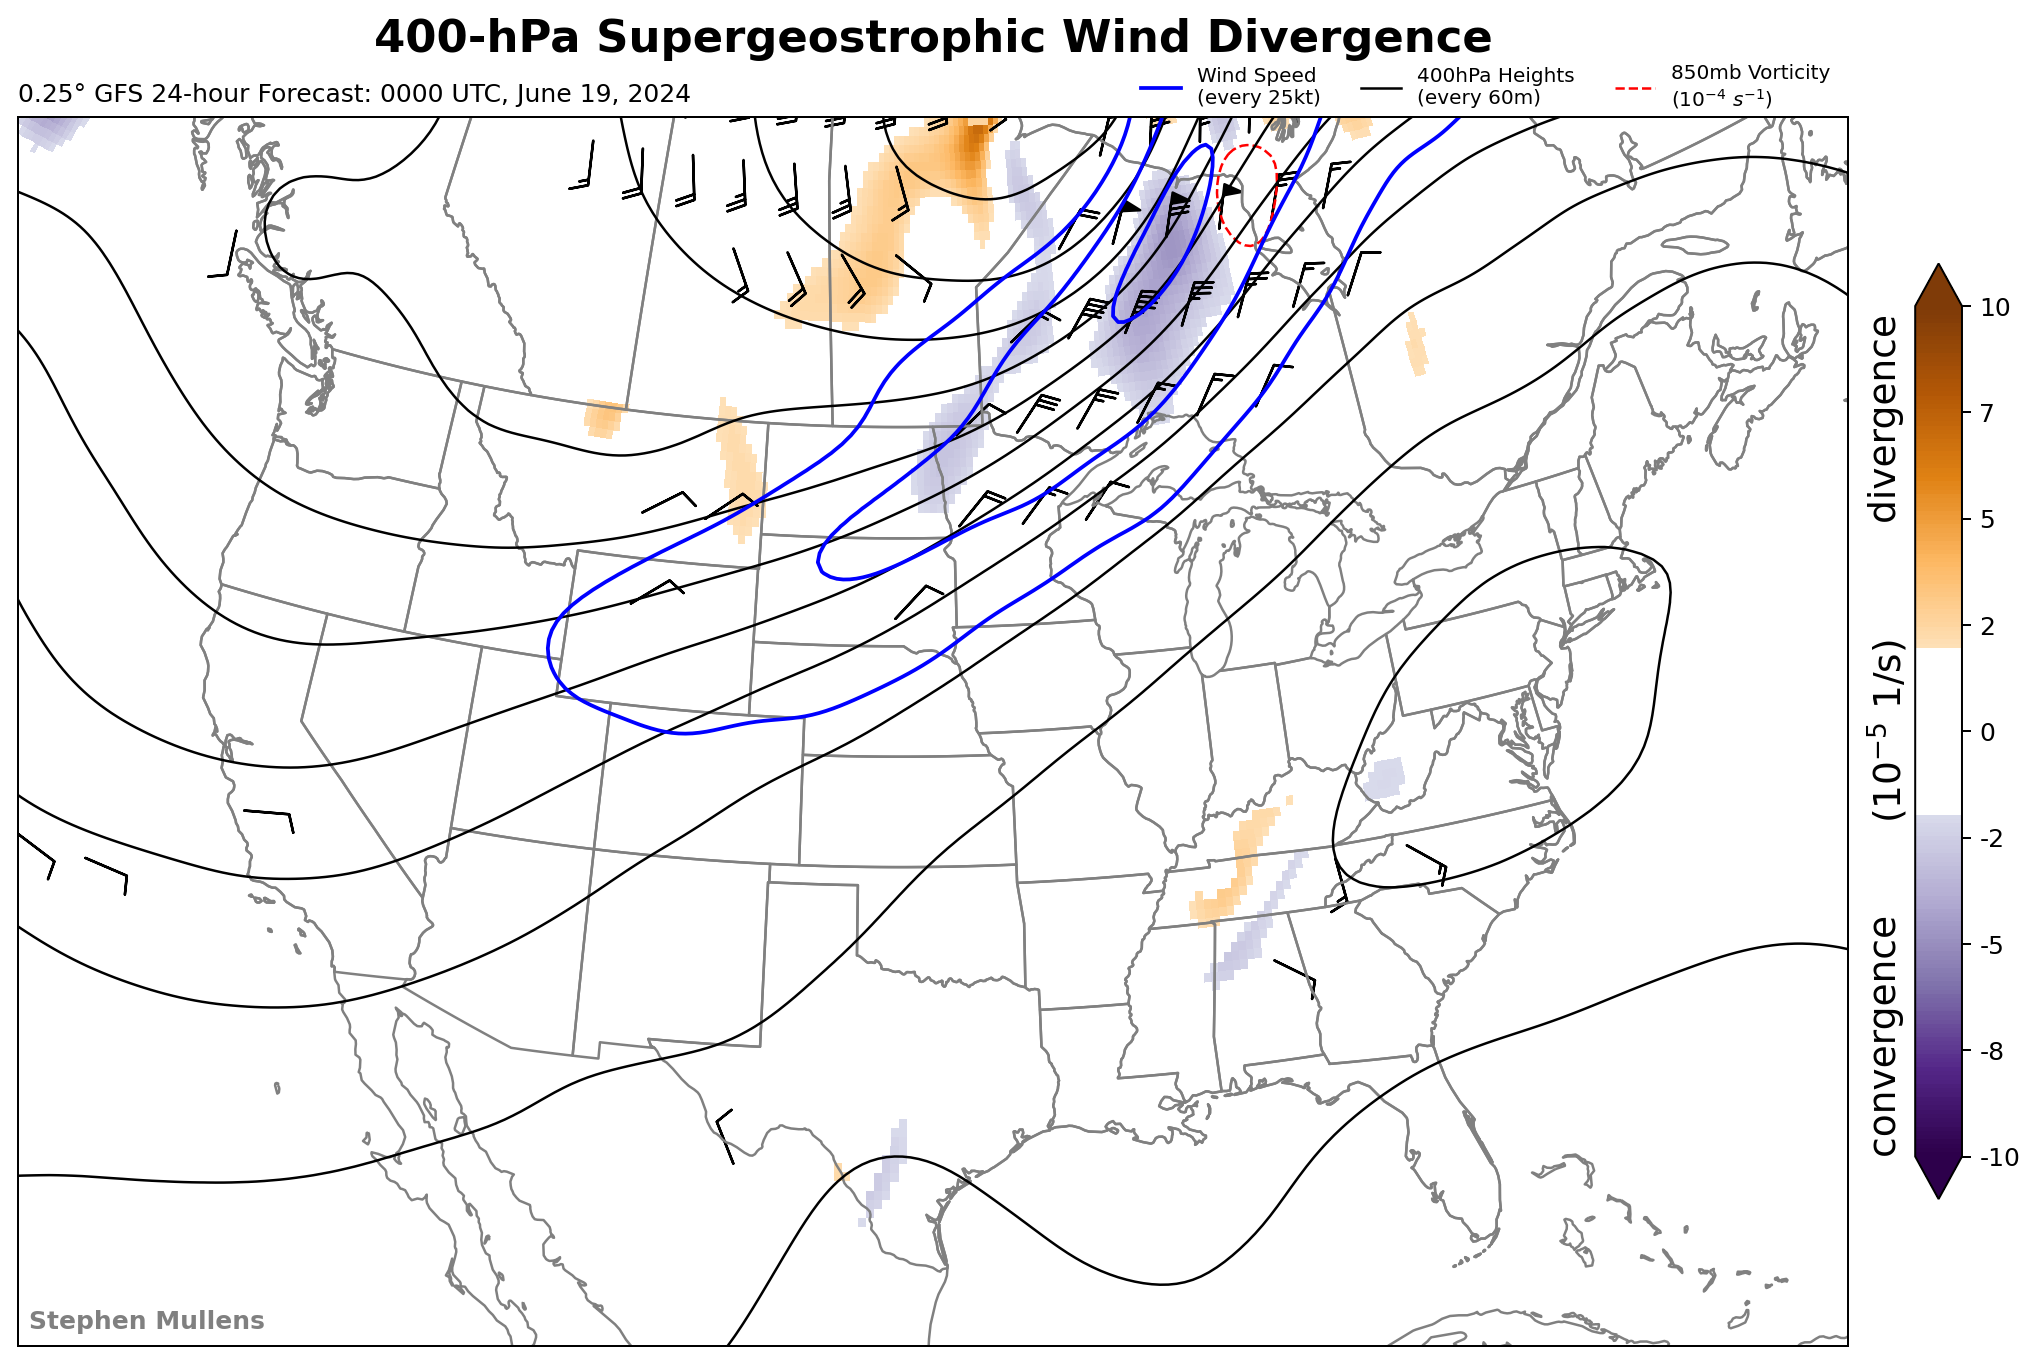 400-hPa Supergeostrophic Wind Divergence
0.25° GFS 24-hour Forecast: 0000 UTC, June 19, 2024
Wind Speed
(every 25kt)
400hPa Heights
(every 60m)
850mb Vorticity
(10⁻⁴ s⁻¹)
10
7
5
2
0
-2
-5
-8
-10
convergence (10⁻⁵ 1/s) divergence
Stephen Mullens